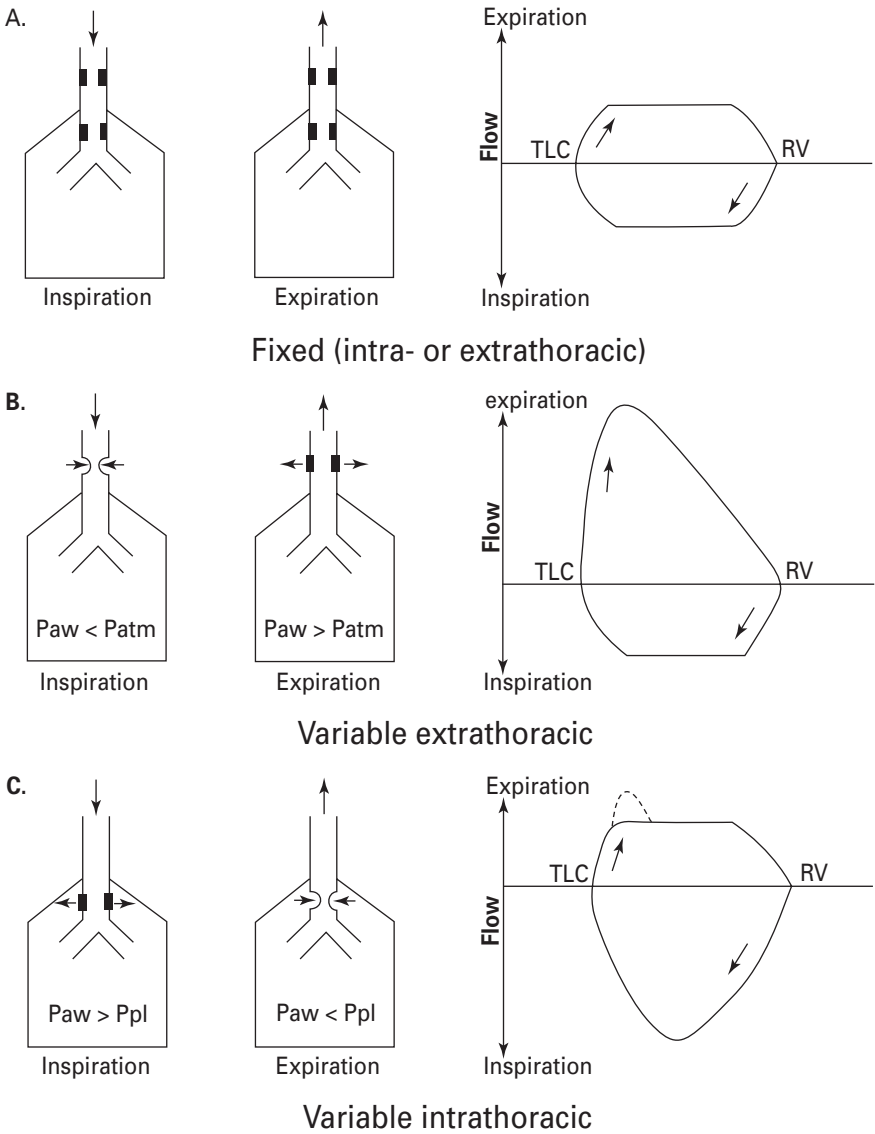 A.
Inspiration
Expiration
Expiration
Flow
TLC
RV
Inspiration
Fixed (intra- or extrathoracic)
B.
Paw < Patm
Inspiration
Paw > Patm
Expiration
expiration
Flow
TLC
RV
Inspiration
Variable extrathoracic
C.
Paw > Ppl
Inspiration
Paw < Ppl
Expiration
Expiration
TLC
RV
Flow
Inspiration
Variable intrathoracic